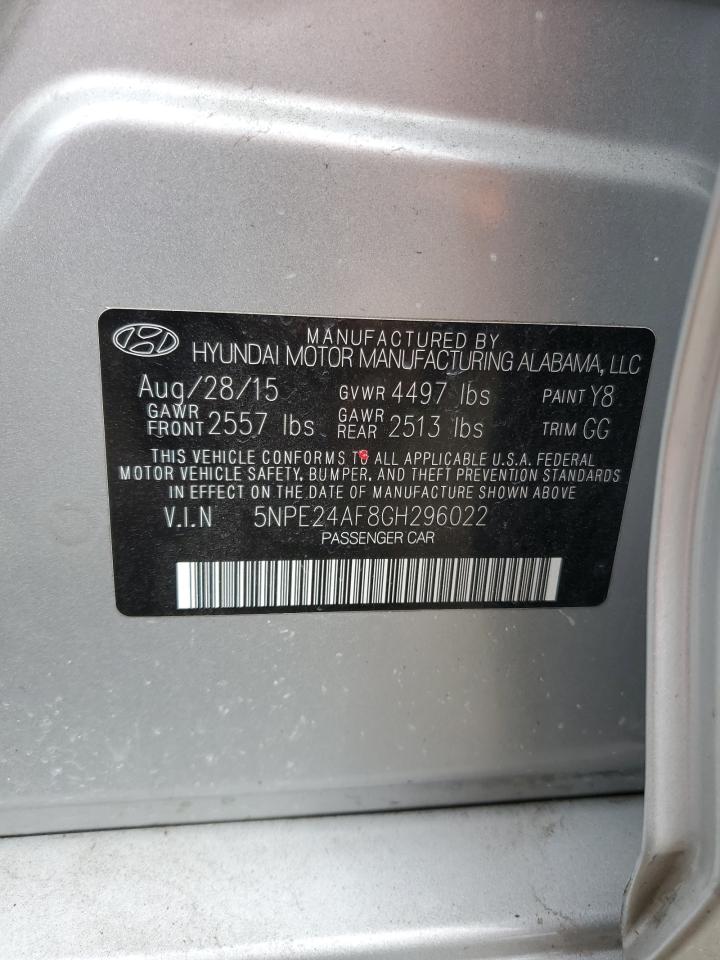 MANUFACTURED BY
HYUNDAI MOTOR MANUFACTURING ALABAMA, LLC
Aug/28/15 GVWR 4497 lbs PAINT Y8
GAWR FRONT 2557 lbs GAWR REAR 2513 lbs TRIM GG
THIS VEHICLE CONFORMS TO ALL APPLICABLE U.S.A. FEDERAL
MOTOR VEHICLE SAFETY, BUMPER, AND THEFT PREVENTION STANDARDS
IN EFFECT ON THE DATE OF MANUFACTURE SHOWN ABOVE
V.I.N 5NPE24AF8GH296022
PASSENGER CAR